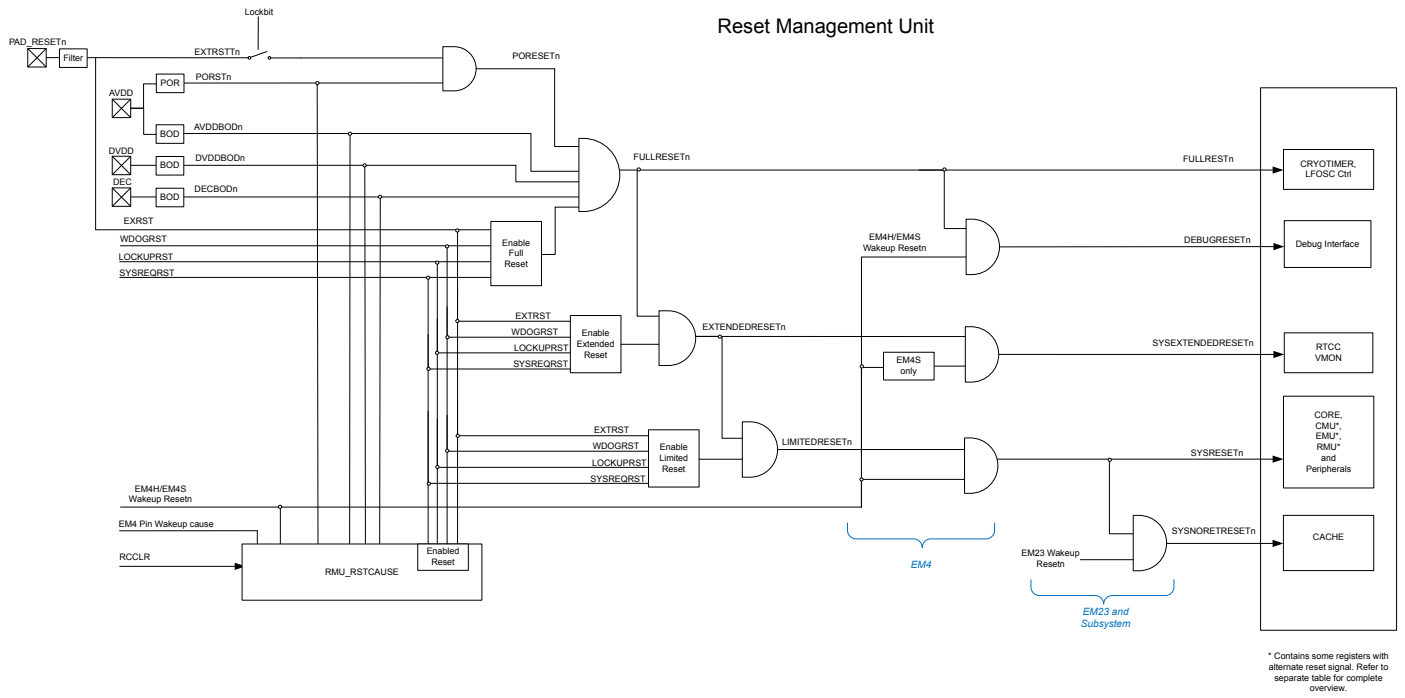 Reset Management Unit
Lockbit
PAD_RESETn
Filter
EXTRSTTn
PORESETn
AVDD
POR
PORSTn
BOD
AVDDBODn
DVDD
BOD
DVDDBODn
DEC
BOD
DECBODn
EXRST
WDOGRST
LOCKUPRST
SYSREQRST
Enable
Full
Reset
FULLRESETn
FULLRESTn
CRYOTIMER,
LFOSC Ctrl
EM4H/EM4S
Wakeup Resetn
DEBUGRESETn
Debug Interface
EXTRST
WDOGRST
LOCKUPRST
SYSREQRST
Enable
Extended
Reset
EXTENDEDRESETn
EM4S
only
SYSEXTENDEDRESETn
RTCC
VMON
EXTRST
WDOGRST
LOCKUPRST
SYSREQRST
Enable
Limited
Reset
LIMITEDRESETn
SYSRESETn
CORE,
CMU*,
EMU*,
RMU*
and
Peripherals
EM4H/EM4S
Wakeup Resetn
EM4 Pin Wakeup cause
RCCLR
RMU_RSTCAUSE
Enabled
Reset
EM4
EM23 Wakeup
Resetn
SYSNORETRESETn
CACHE
EM23 and
Subsystem
* Contains some registers with
alternate reset signal. Refer to
separate table for complete
overview.